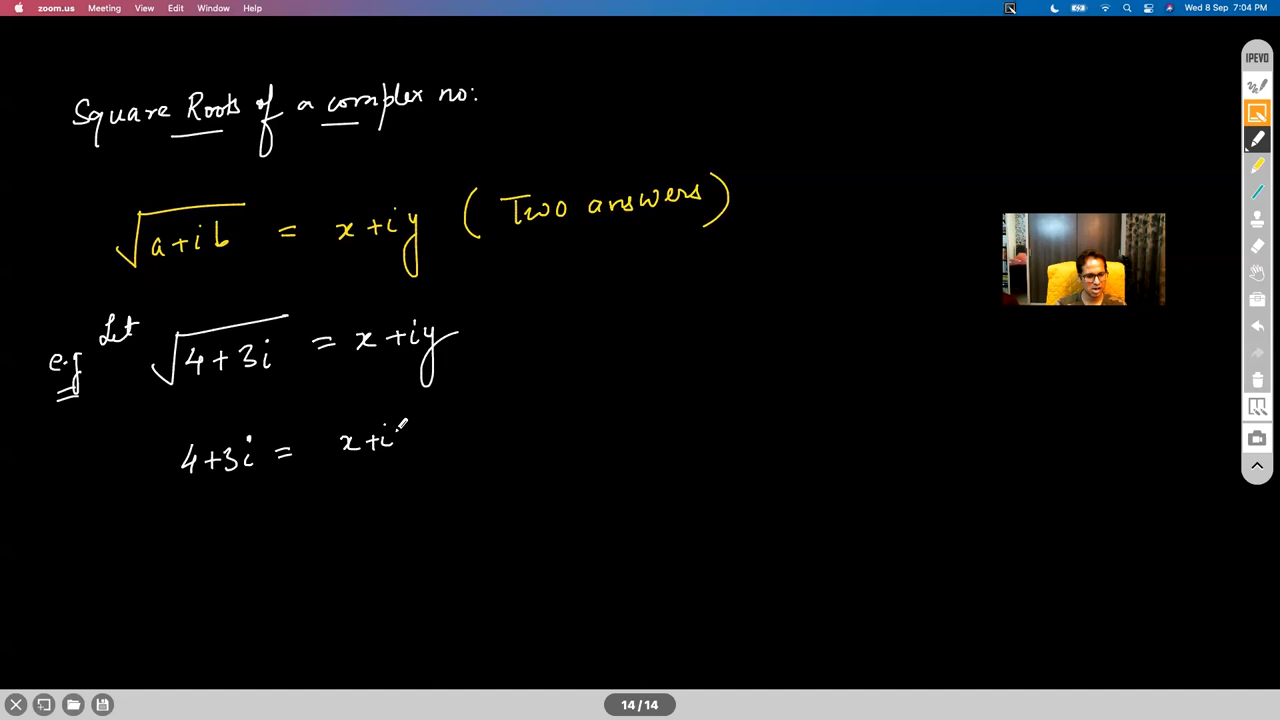 zoom.us Meeting View Edit Window Help Wed 8 Sep 7:04 PM
IPEVO
Square Roots of a complex no:
√(a+ib) = x+iy (Two answers)
e.g Let √(4+3i) = x+iy
4+3i = x+i
14/14